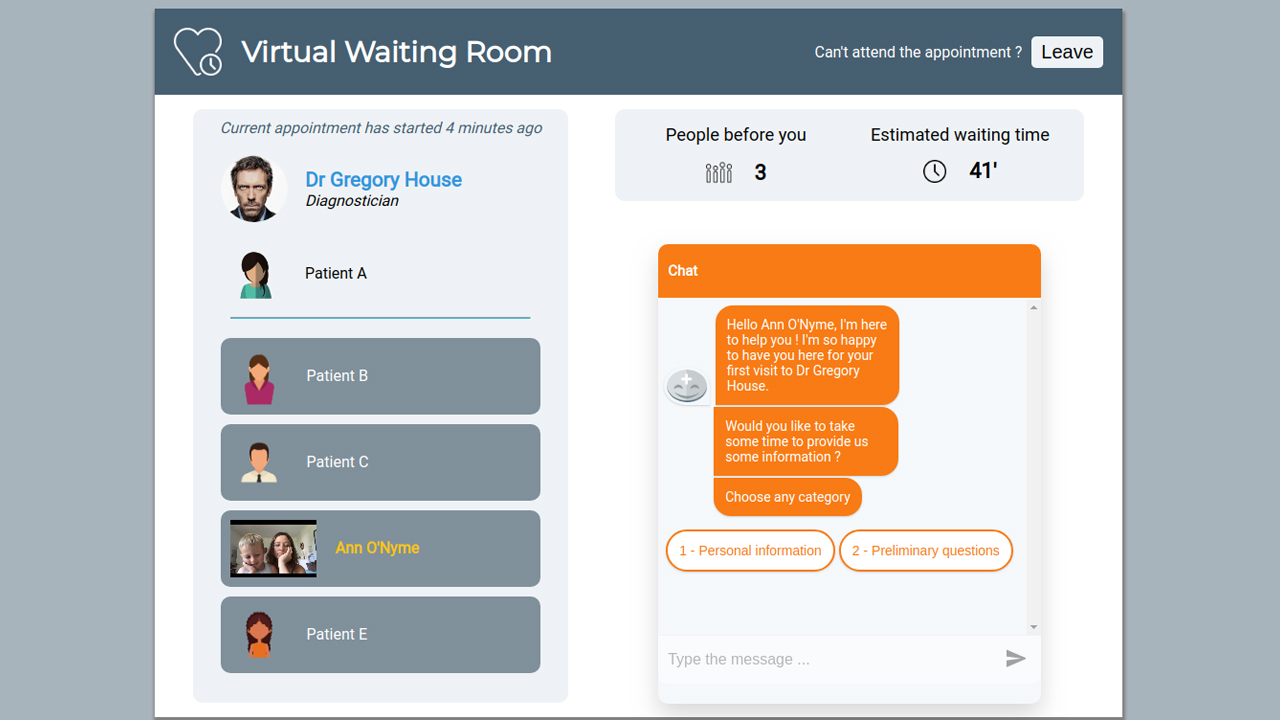 Virtual Waiting Room
Can't attend the appointment ?
Leave
Current appointment has started 4 minutes ago
Dr Gregory House
Diagnostician
Patient A
Patient B
Patient C
Ann O'Nyme
Patient E
People before you
3
Estimated waiting time
41'
Chat
Hello Ann O'Nyme, I'm here
to help you ! I'm so happy
to have you here for your
first visit to Dr Gregory
House.
Would you like to take
some time to provide us
some information ?
Choose any category
1 - Personal information
2 - Preliminary questions
Type the message ...